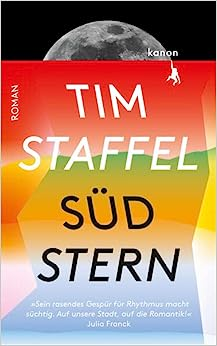 kanon
ROMAN
TIM
STAFFEL
SÜD
STERN
»Sein rasendes Gespür für Rhythmus macht
süchtig. Auf unsere Stadt, auf die Romantik!«
Julia Franck